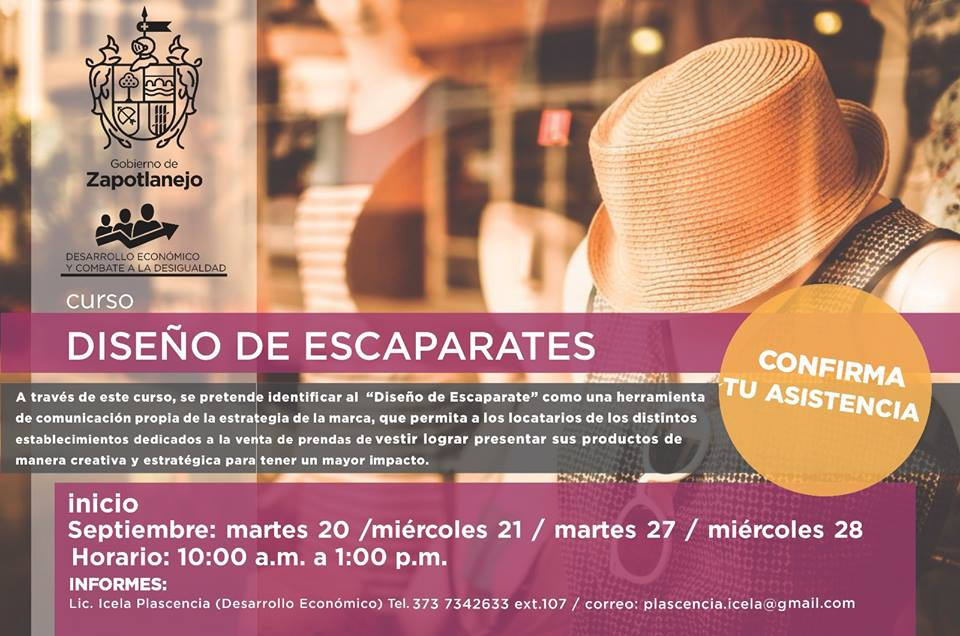 Gobierno de
Zapotlanejo
DESARROLLO ECONÓMICO
Y COMBATE A LA DESIGUALDAD
curso
DISEÑO DE ESCAPARATES
CONFIRMA
TU ASISTENCIA
A través de este curso, se pretende identificar al “Diseño de Escaparate” como una herramienta
de comunicación propia de la estrategia de la marca, que permita a los locatarios de los distintos
establecimientos dedicados a la venta de prendas de vestir lograr presentar sus productos de
manera creativa y estratégica para tener un mayor impacto.
inicio
Septiembre: martes 20 /miércoles 21 / martes 27 / miércoles 28
Horario: 10:00 a.m. a 1:00 p.m.
INFORMES:
Lic. Icela Plascencia (Desarrollo Económico) Tel. 373 7342633 ext.107 / correo: plascencia.icela@gmail.com